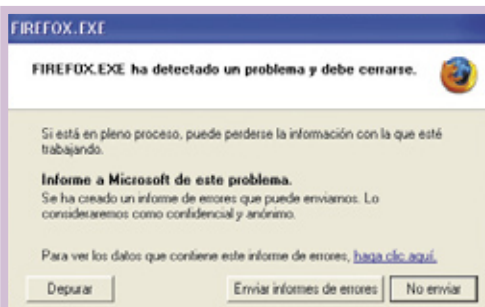 FIREFOX.EXE
FIREFOX.EXE ha detectado un problema y debe cerrarse.
Si está en pleno proceso, puede perderse la información con la que esté
trabajando.
Informe a Microsoft de este problema.
Se ha creado un informe de errores que puede enviarnos. Lo
consideraremos como confidencial y anónimo.
Para ver los datos que contiene este informe de errores, haga clic aquí.
Depurar
Enviar informes de errores
No enviar